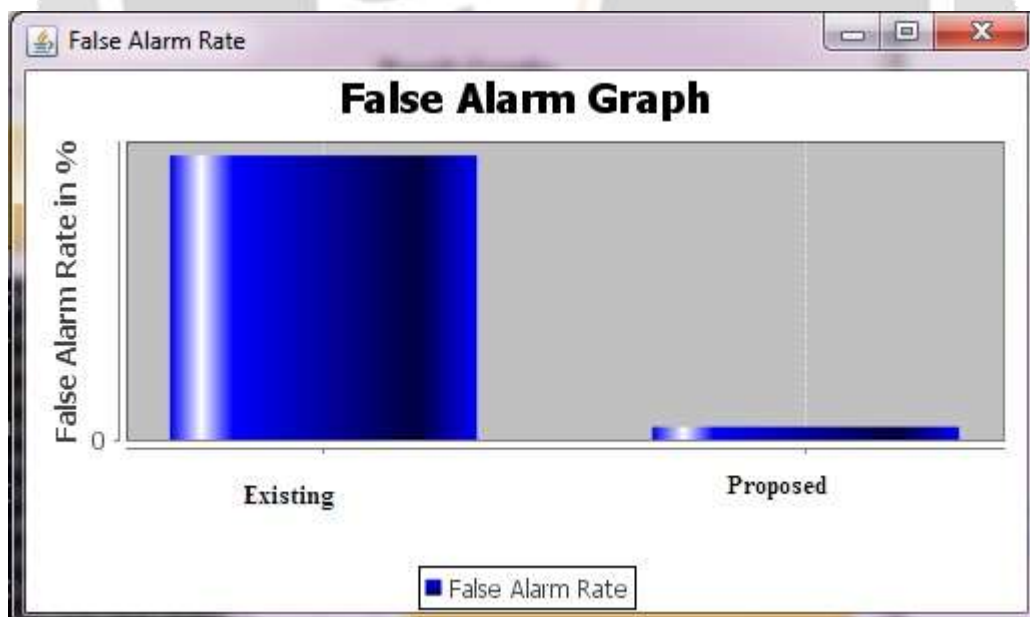 False Alarm Rate
False Alarm Graph
False Alarm Rate in %
0
Existing
Proposed
False Alarm Rate